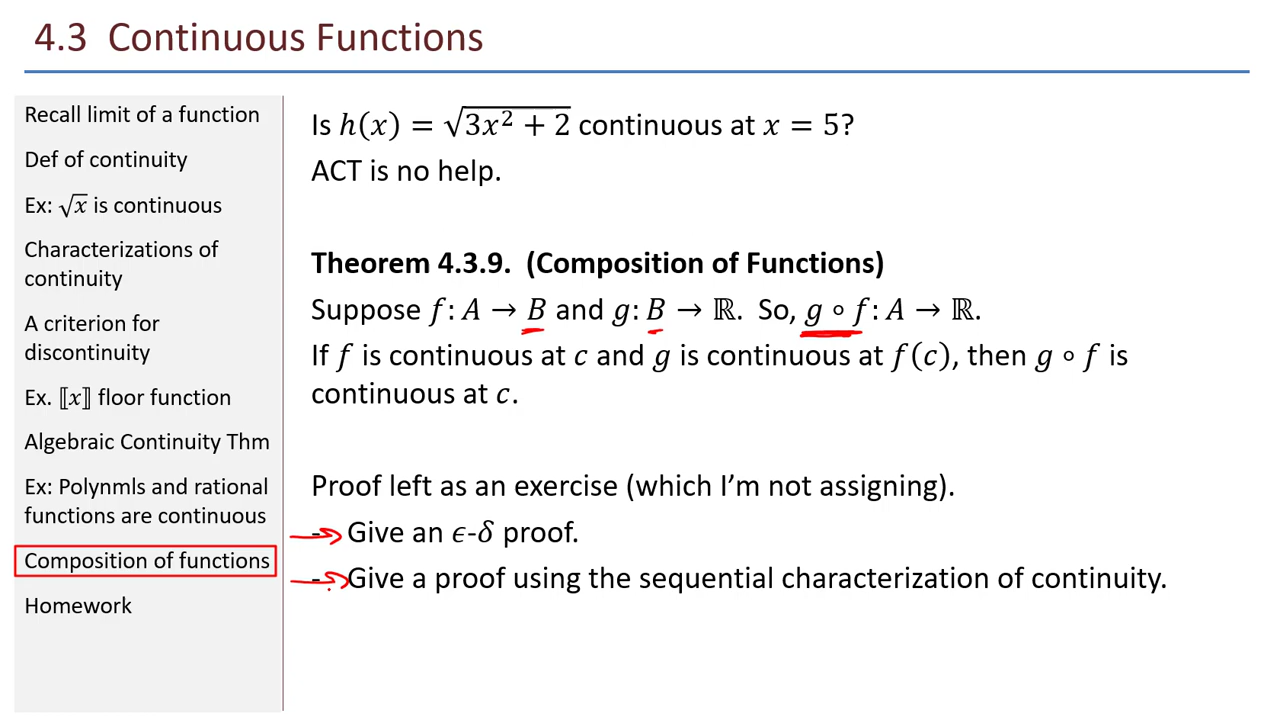 4.3 Continuous Functions
Recall limit of a function
Def of continuity
Ex: √x is continuous
Characterizations of
continuity
A criterion for
discontinuity
Ex. ⟦x⟧ floor function
Algebraic Continuity Thm
Ex: Polynmls and rational
functions are continuous
Composition of functions
Homework
Is h(x) = √(3x² + 2) continuous at x = 5?
ACT is no help.
Theorem 4.3.9. (Composition of Functions)
Suppose f: A → B and g: B → ℝ. So, g ∘ f: A → ℝ.
If f is continuous at c and g is continuous at f(c), then g ∘ f is
continuous at c.
Proof left as an exercise (which I'm not assigning).
- Give an ϵ-δ proof.
- Give a proof using the sequential characterization of continuity.